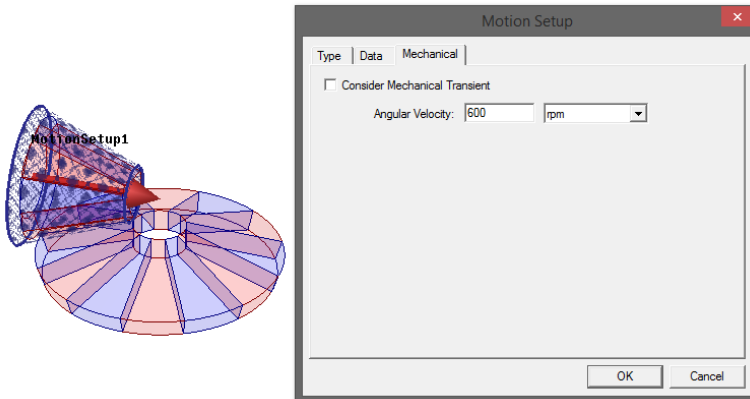 Motion Setup
Type Data Mechanical
Consider Mechanical Transient
Angular Velocity: 600 rpm
MotionSetup1
OK Cancel